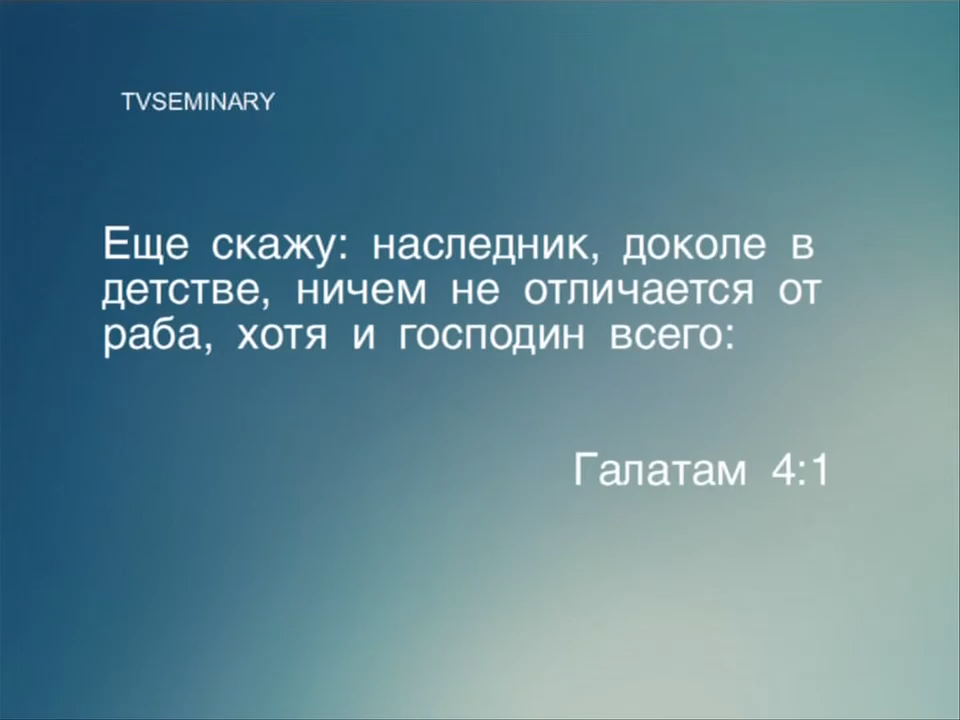 TVSEMINARY
Еще скажу: наследник, доколе в
детстве, ничем не отличается от
раба, хотя и господин всего:
Галатам 4:1